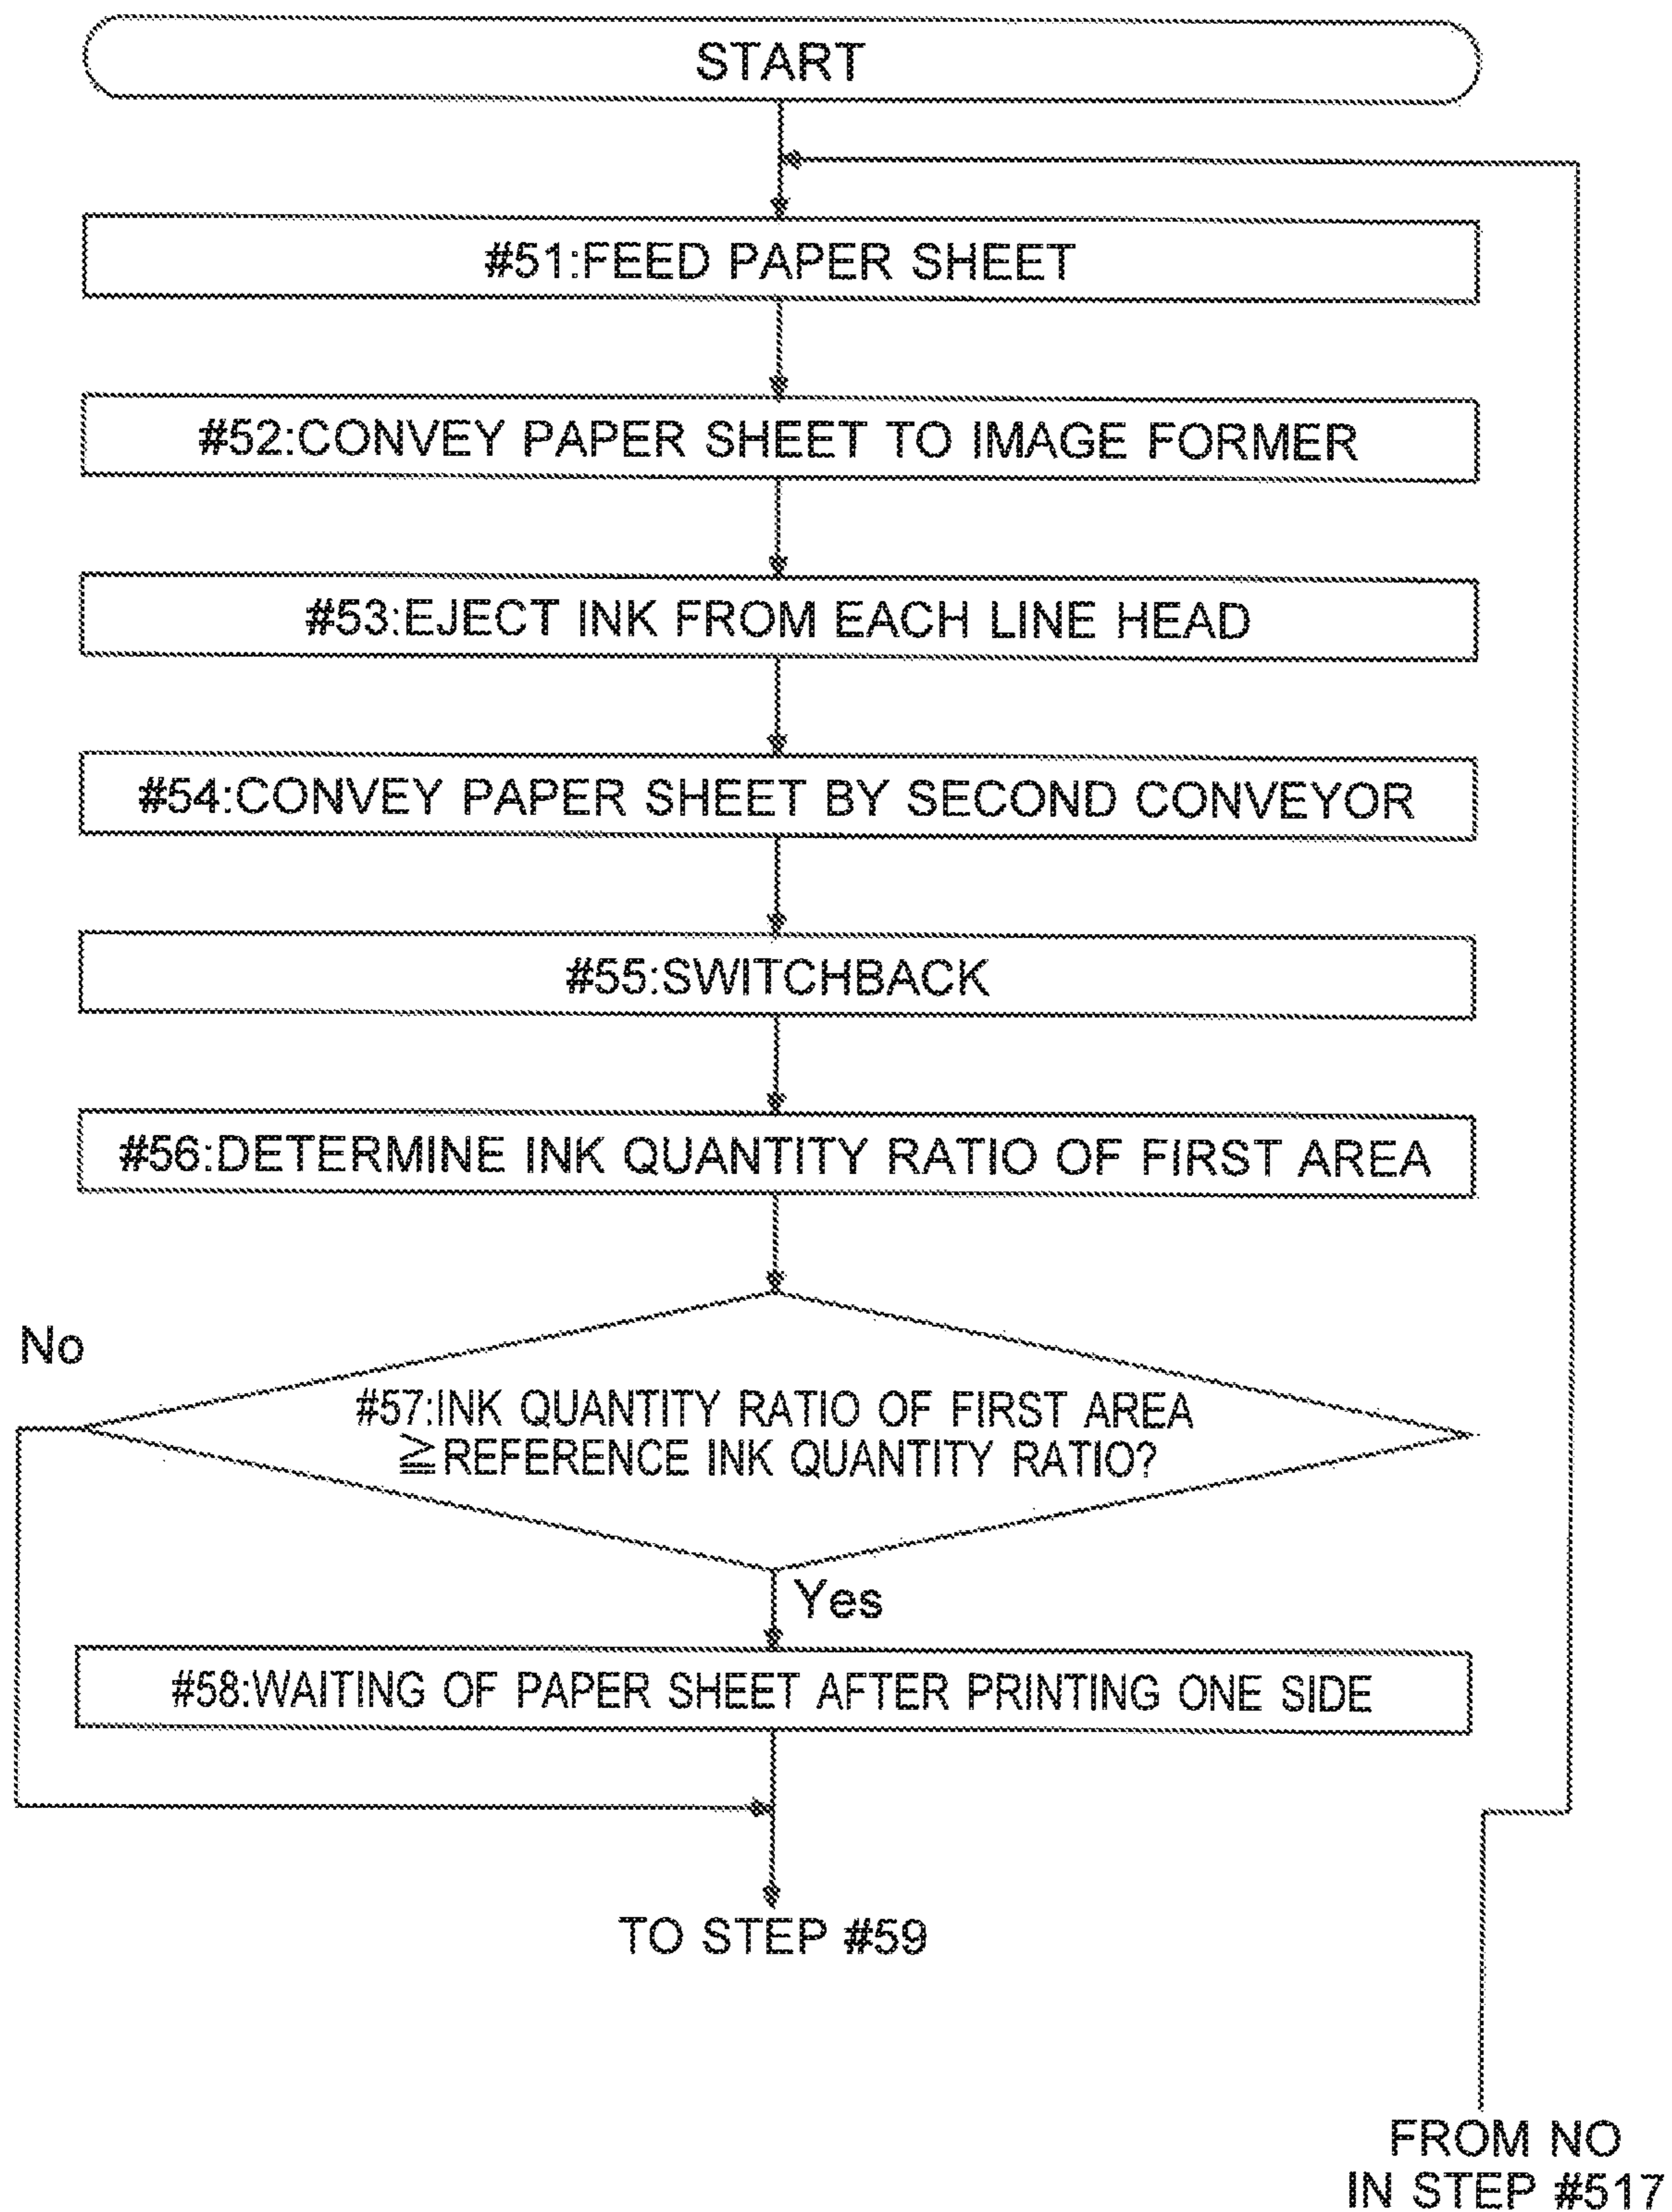 START
#51:FEED PAPER SHEET
#52:CONVEY PAPER SHEET TO IMAGE FORMER
#53:EJECT INK FROM EACH LINE HEAD
#54:CONVEY PAPER SHEET BY SECOND CONVEYOR
#55:SWITCHBACK
#56:DETERMINE INK QUANTITY RATIO OF FIRST AREA
No
#57:INK QUANTITY RATIO OF FIRST AREA
≧REFERENCE INK QUANTITY RATIO?
Yes
#58:WAITING OF PAPER SHEET AFTER PRINTING ONE SIDE
TO STEP #59
FROM NO
IN STEP #517